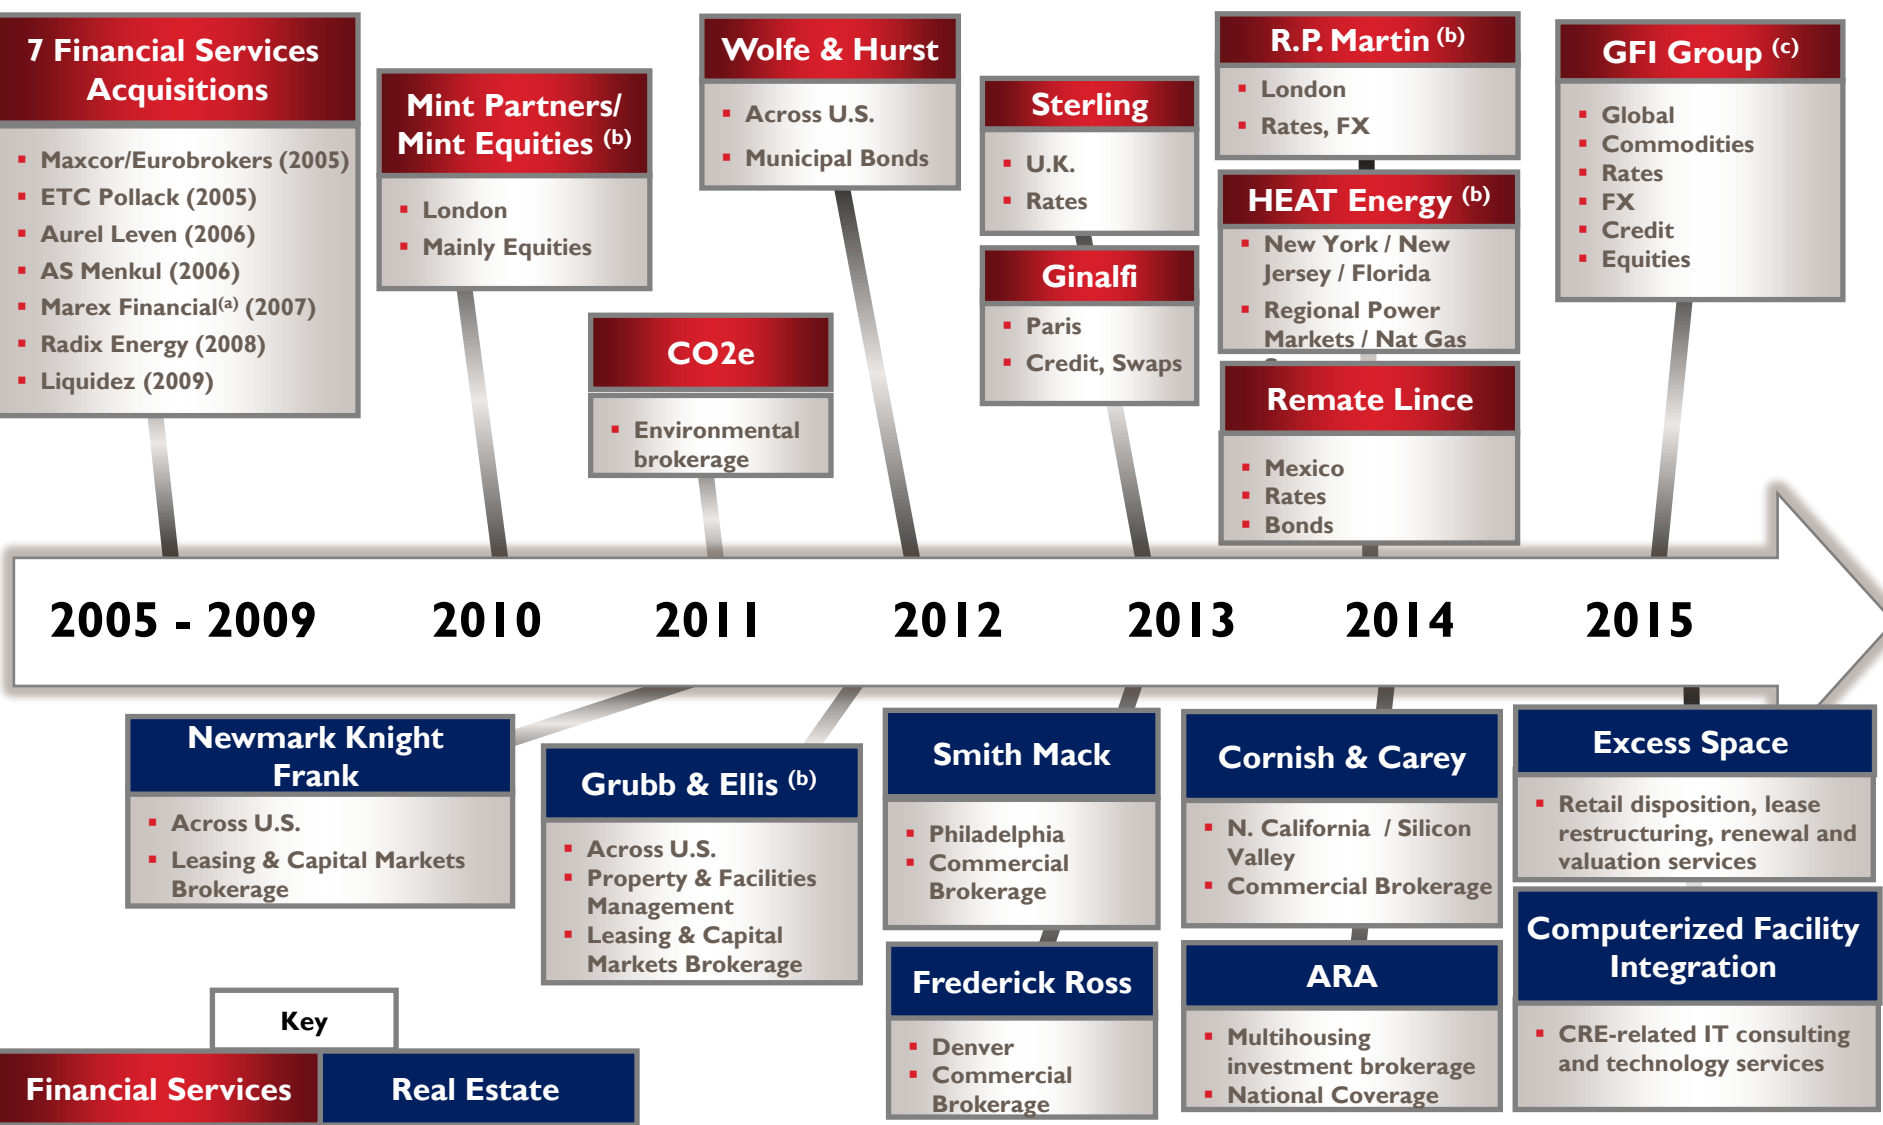 7 Financial Services
Acquisitions
Maxcor/Eurobrokers (2005)
ETC Pollack (2005)
Aurel Leven (2006)
AS Menkul (2006)
Marex Financial(a) (2007)
Radix Energy (2008)
Liquidez (2009)
Mint Partners/
Mint Equities (b)
London
Mainly Equities
CO2e
Environmental
brokerage
Wolfe & Hurst
Across U.S.
Municipal Bonds
Sterling
U.K.
Rates
Ginalfi
Paris
Credit, Swaps
R.P. Martin (b)
London
Rates, FX
HEAT Energy (b)
New York / New
Jersey / Florida
Regional Power
Markets / Nat Gas
Remate Lince
Mexico
Rates
Bonds
GFI Group (c)
Global
Commodities
Rates
FX
Credit
Equities
2005 - 2009 2010 2011 2012 2013 2014 2015
Newmark Knight
Frank
Across U.S.
Leasing & Capital Markets
Brokerage
Grubb & Ellis (b)
Across U.S.
Property & Facilities
Management
Leasing & Capital
Markets Brokerage
Smith Mack
Philadelphia
Commercial
Brokerage
Frederick Ross
Denver
Commercial
Brokerage
Cornish & Carey
N. California / Silicon
Valley
Commercial Brokerage
ARA
Multihousing
investment brokerage
National Coverage
Excess Space
Retail disposition, lease
restructuring, renewal and
valuation services
Computerized Facility
Integration
CRE-related IT consulting
and technology services
Key
Financial Services
Real Estate